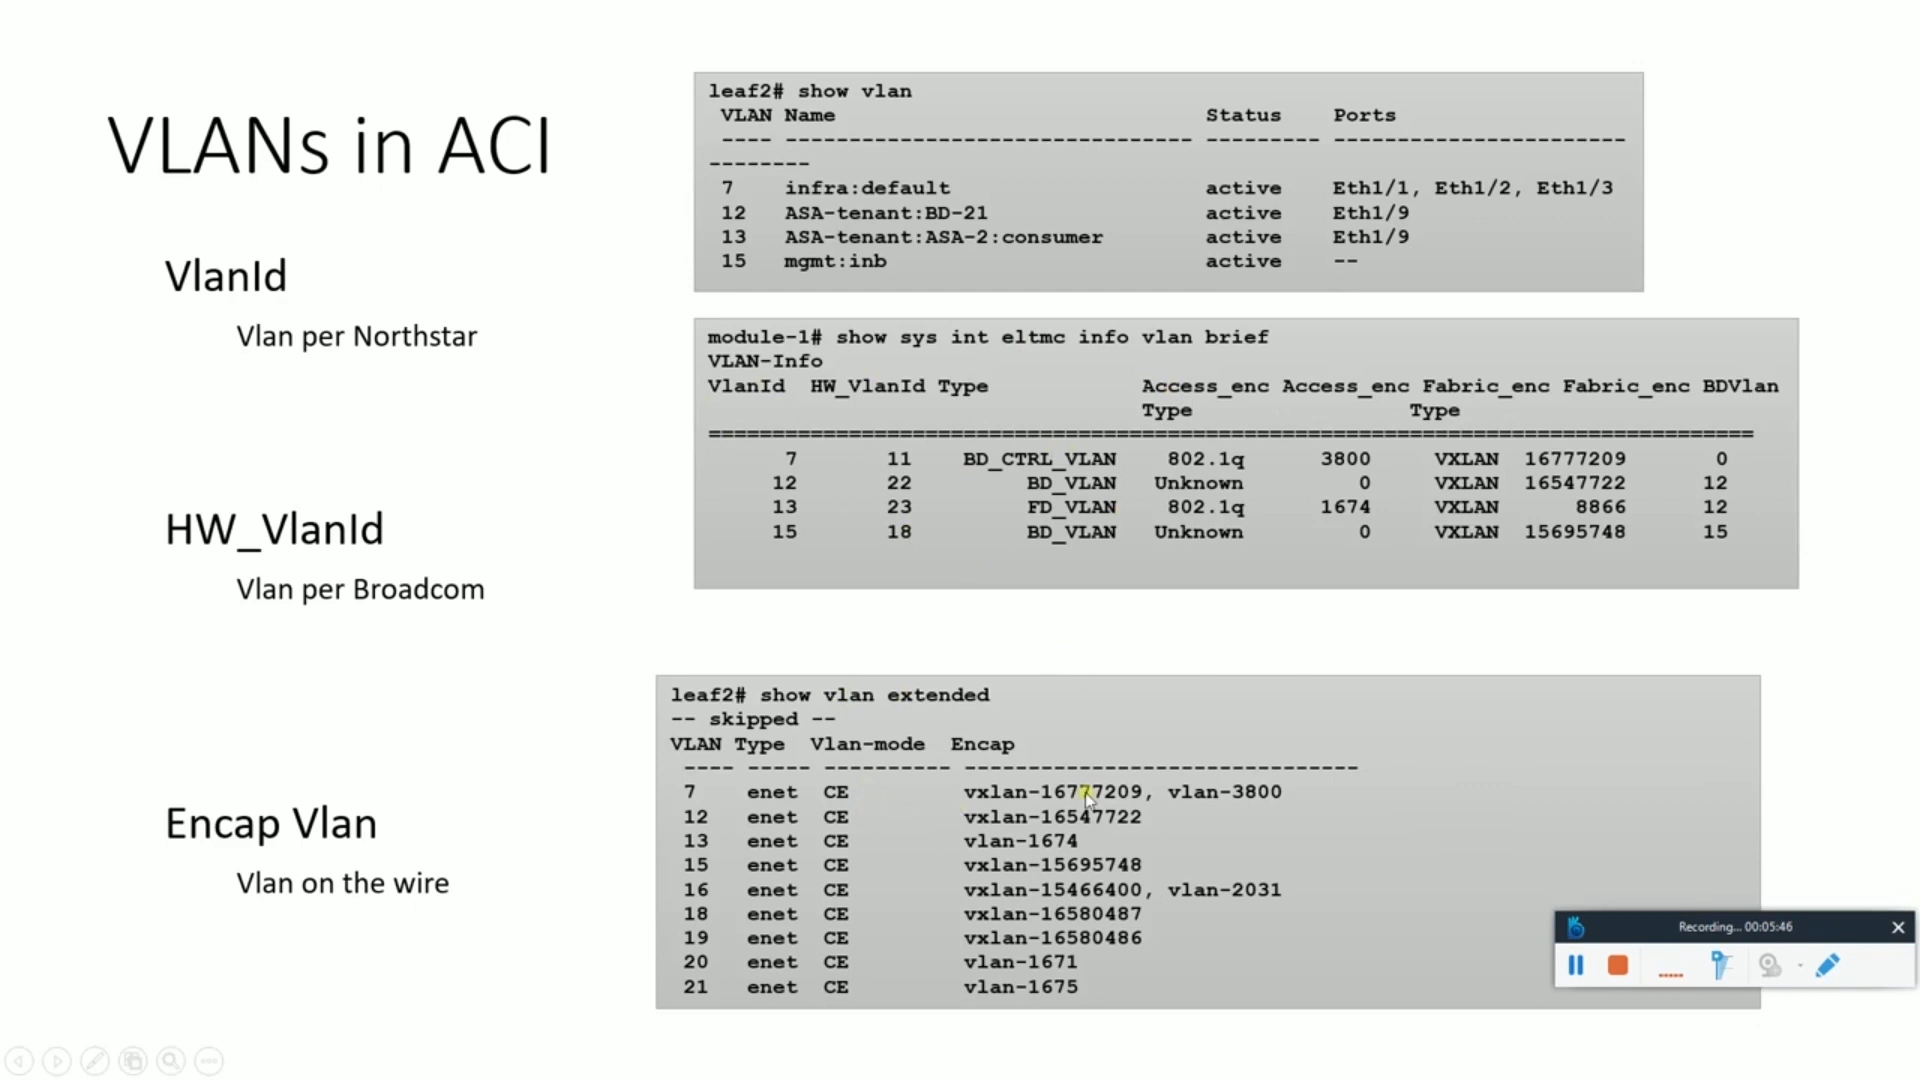 VLANs in ACI
VlanId
Vlan per Northstar
HW_VlanId
Vlan per Broadcom
Encap Vlan
Vlan on the wire
leaf2# show vlan
VLAN Name                             Status    Ports
---- -------------------------------- --------- -----------------------
--------
7    infra:default                    active    Eth1/1, Eth1/2, Eth1/3
12   ASA-tenant:BD-21                 active    Eth1/9
13   ASA-tenant:ASA-2:consumer        active    Eth1/9
15   mgmt:inb                         active    --
module-1# show sys int eltmc info vlan brief
VLAN-Info
VlanId  HW_VlanId Type            Access_enc Access_enc Fabric_enc Fabric_enc BDVlan
Type                 Type
==================================================================================
7       11    BD_CTRL_VLAN    802.1q      3800     VXLAN  16777209       0
12       22         BD_VLAN   Unknown         0     VXLAN  16547722      12
13       23         FD_VLAN    802.1q      1674     VXLAN      8866      12
15       18         BD_VLAN   Unknown         0     VXLAN  15695748      15
leaf2# show vlan extended
-- skipped --
VLAN Type  Vlan-mode  Encap
---- ----- ---------- -------------------------------
7    enet  CE         vxlan-16777209, vlan-3800
12   enet  CE         vxlan-16547722
13   enet  CE         vlan-1674
15   enet  CE         vxlan-15695748
16   enet  CE         vxlan-15466400, vlan-2031
18   enet  CE         vxlan-16580487
19   enet  CE         vxlan-16580486
20   enet  CE         vlan-1671
21   enet  CE         vlan-1675
Recording... 00:05:46